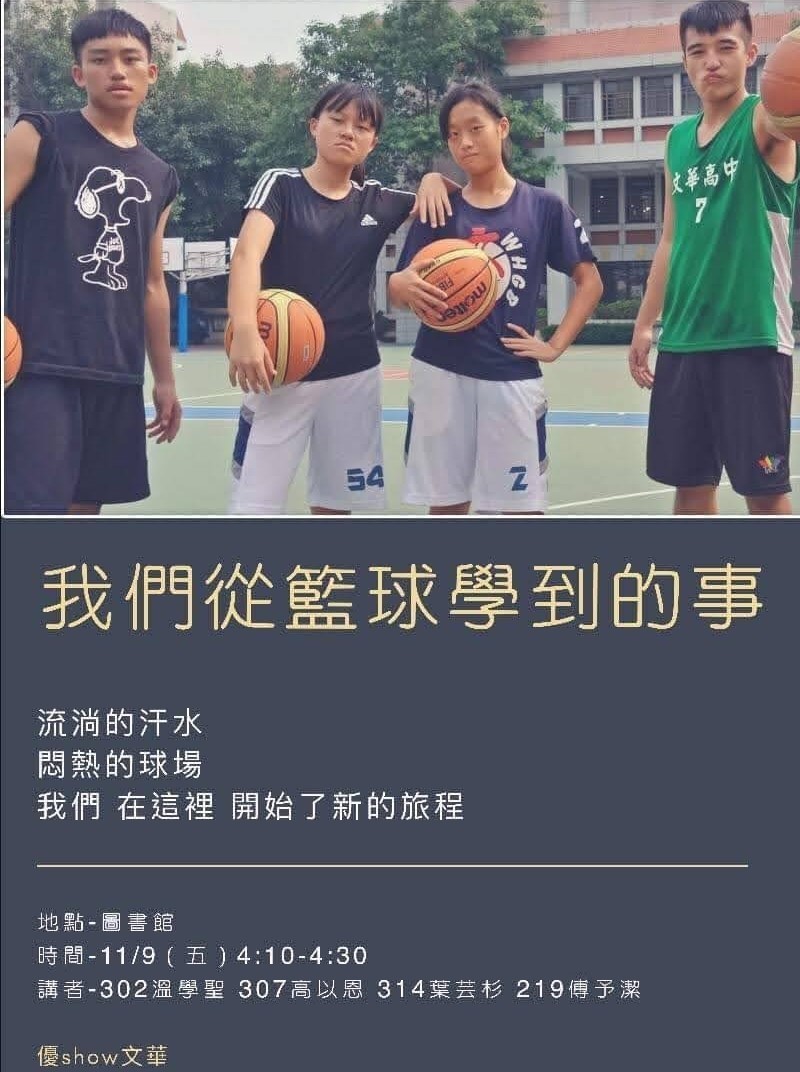 文華高中
7
adidas
WHGB
molten
54
2
我們從籃球學到的事
流淌的汗水
悶熱的球場
我們 在這裡 開始了新的旅程
地點-圖書館
時間-11/9(五)4:10-4:30
講者-302溫學聖 307高以恩 314葉芸杉 219傅予潔
優show文華